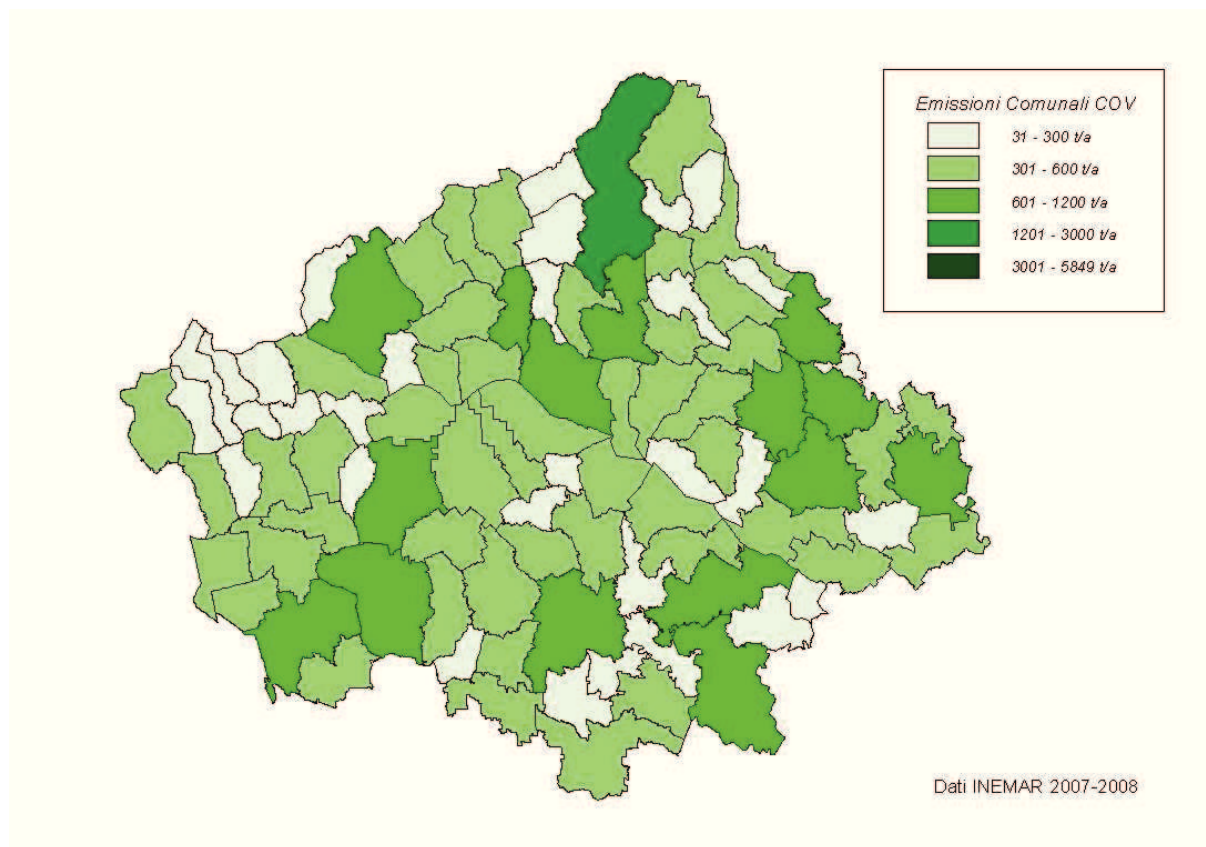 Emissioni Comunali COV
31 - 300 t/a
301 - 600 t/a
601 - 1200 t/a
1201 - 3000 t/a
3001 - 5849 t/a
Dati INEMAR 2007-2008